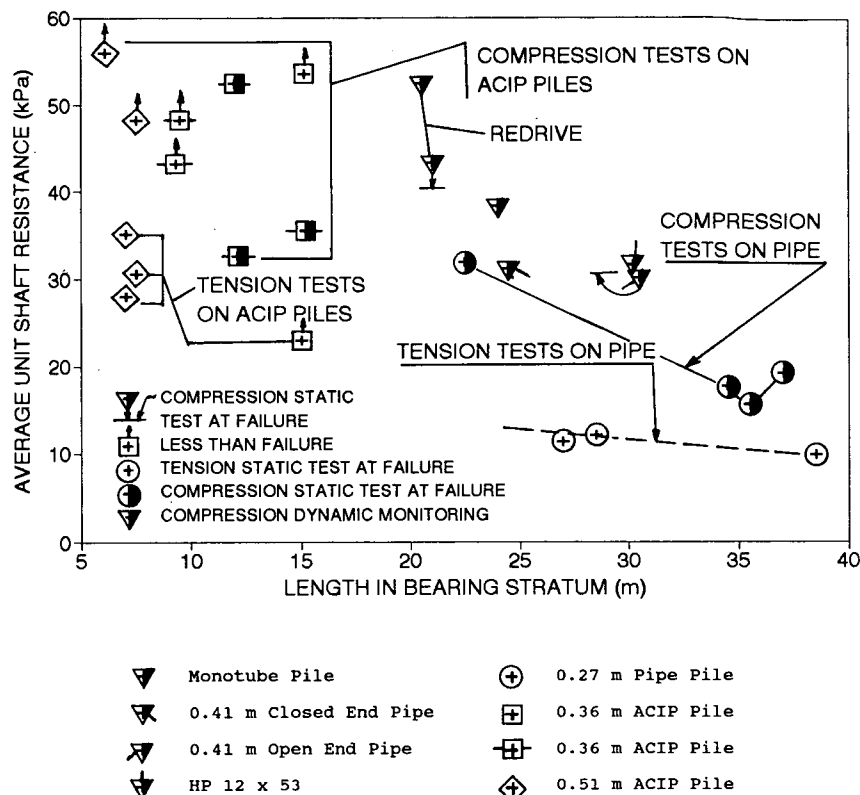 60
50
40
30
20
10
0
AVERAGE UNIT SHAFT RESISTANCE (kPa)
COMPRESSION TESTS ON
ACIP PILES
REDRIVE
COMPRESSION
TESTS ON PIPE
TENSION TESTS
ON ACIP PILES
TENSION TESTS ON PIPE
COMPRESSION STATIC
TEST AT FAILURE
LESS THAN FAILURE
TENSION STATIC TEST AT FAILURE
COMPRESSION STATIC TEST AT FAILURE
COMPRESSION DYNAMIC MONITORING
5 10 15 20 25 30 35 40
LENGTH IN BEARING STRATUM (m)
Monotube Pile
0.41 m Closed End Pipe
0.41 m Open End Pipe
HP 12 x 53
0.27 m Pipe Pile
0.36 m ACIP Pile
0.36 m ACIP Pile
0.51 m ACIP Pile